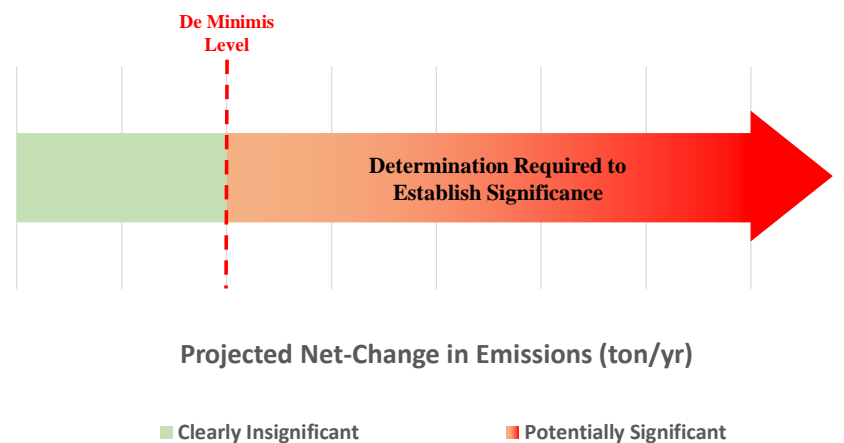 De Minimis
Level
Determination Required to
Establish Significance
Projected Net-Change in Emissions (ton/yr)
Clearly Insignificant
Potentially Significant